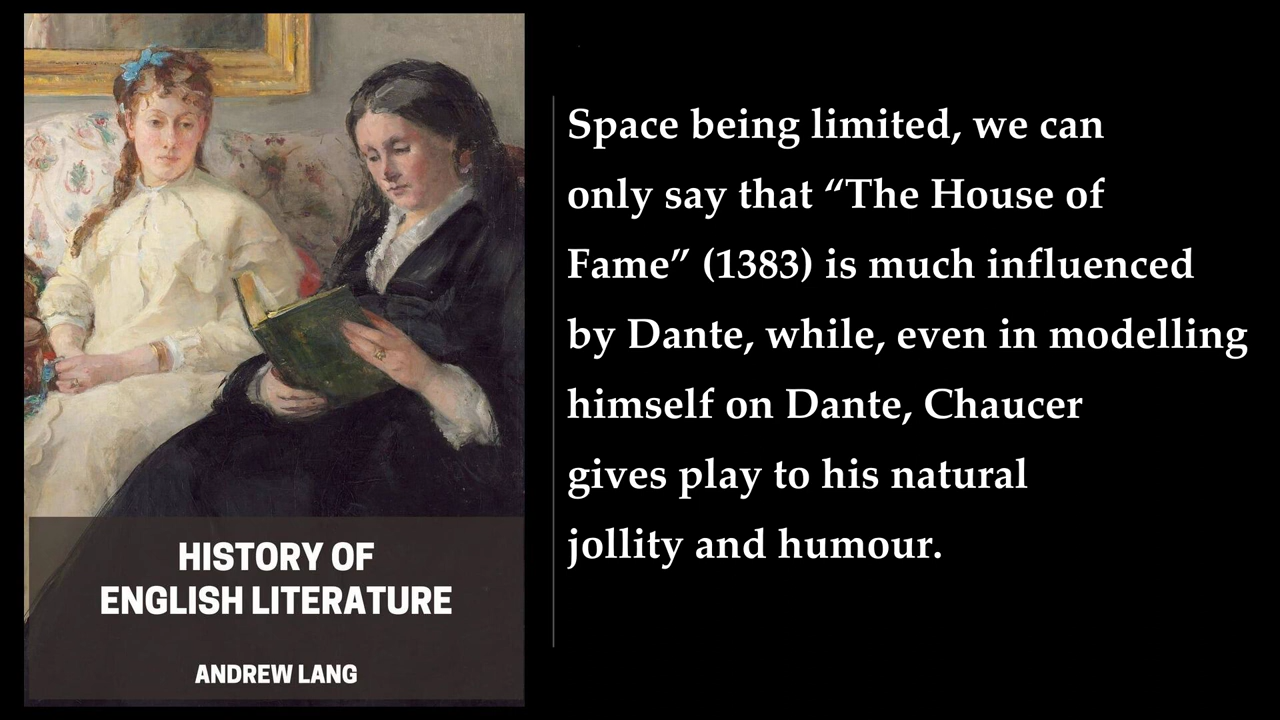 HISTORY OF
ENGLISH LITERATURE
ANDREW LANG
Space being limited, we can
only say that “The House of
Fame” (1383) is much influenced
by Dante, while, even in modelling
himself on Dante, Chaucer
gives play to his natural
jollity and humour.